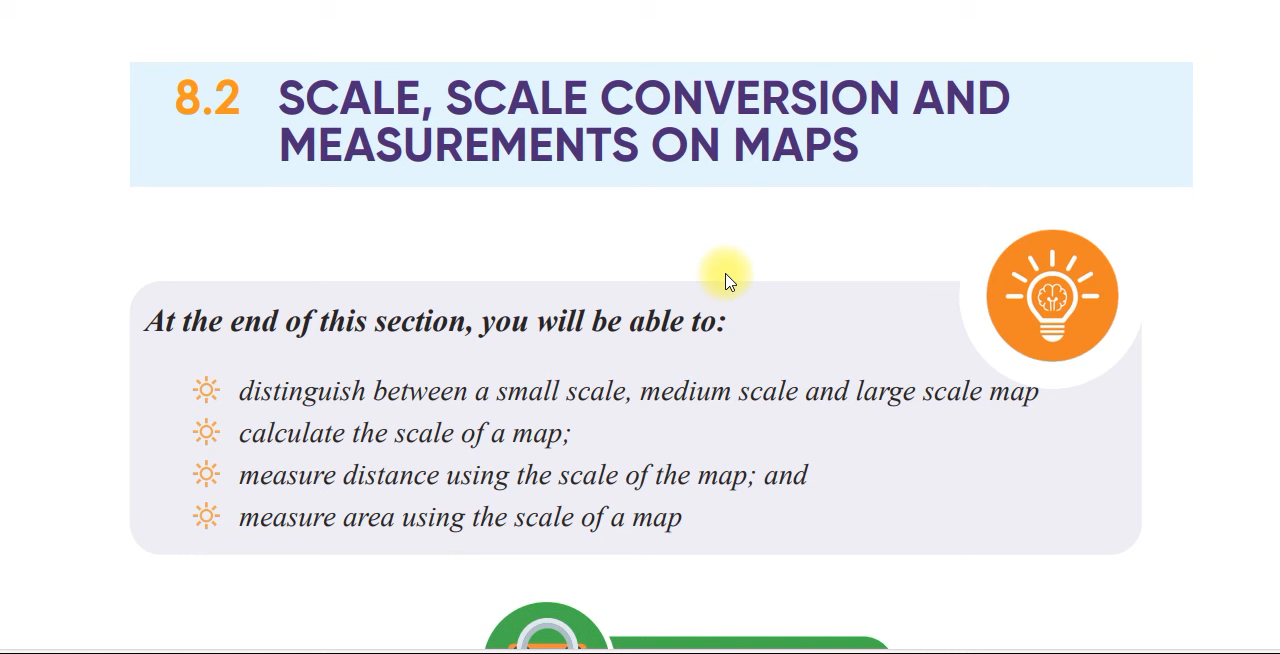 8.2 SCALE, SCALE CONVERSION AND
MEASUREMENTS ON MAPS
At the end of this section, you will be able to:
distinguish between a small scale, medium scale and large scale map
calculate the scale of a map;
measure distance using the scale of the map; and
measure area using the scale of a map